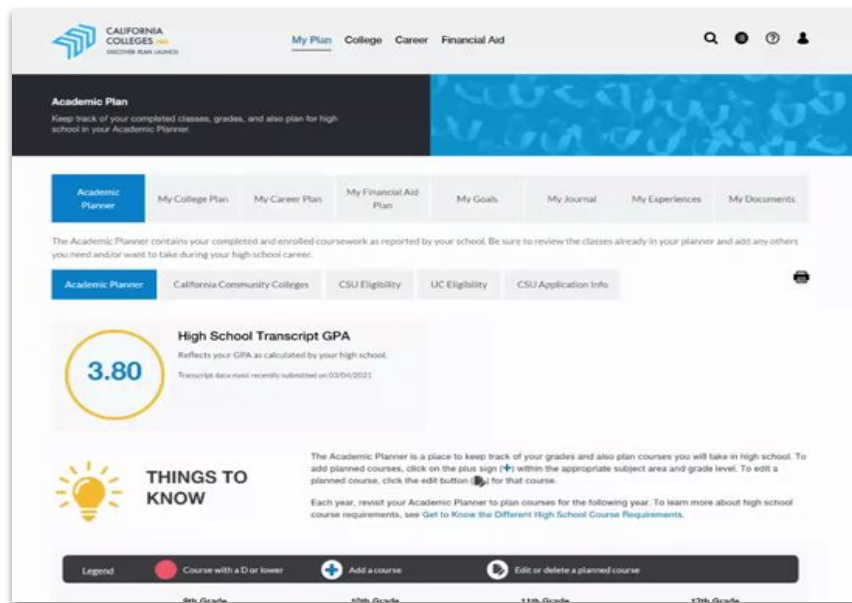 CALIFORNIA
COLLEGES
DISCOVER PLAN LAUNCH
My Plan College Career Financial Aid
Academic Plan
Keep track of your completed classes, grades, and also plan for high
school in your Academic Planner.
Academic
Planner
My College Plan
My Career Plan
My Financial Aid
Plan
My Goals
My Journal
My Experiences
My Documents
The Academic Planner contains your completed and enrolled coursework as reported by your school. Be sure to review the classes already in your planner and add any others
you need and/or want to take during your high school career.
Academic Planner California Community Colleges CSU Eligibility UC Eligibility CSU Application Info
High School Transcript GPA
Reflects your GPA as calculated by your high school.
Transcript data most recently submitted on 03/04/2021
3.80
THINGS TO
KNOW
The Academic Planner is a place to keep track of your grades and also plan courses you will take in high school. To
add planned courses, click on the plus sign (+) within the appropriate subject area and grade level. To edit a
planned course, click the edit button ( ) for that course.
Each year, revisit your Academic Planner to plan courses for the following year. To learn more about high school
course requirements, see Get to Know the Different High School Course Requirements.
Legend Course with a D or lower Add a course Edit or delete a planned course
9th Grade 10th Grade 11th Grade 12th Grade